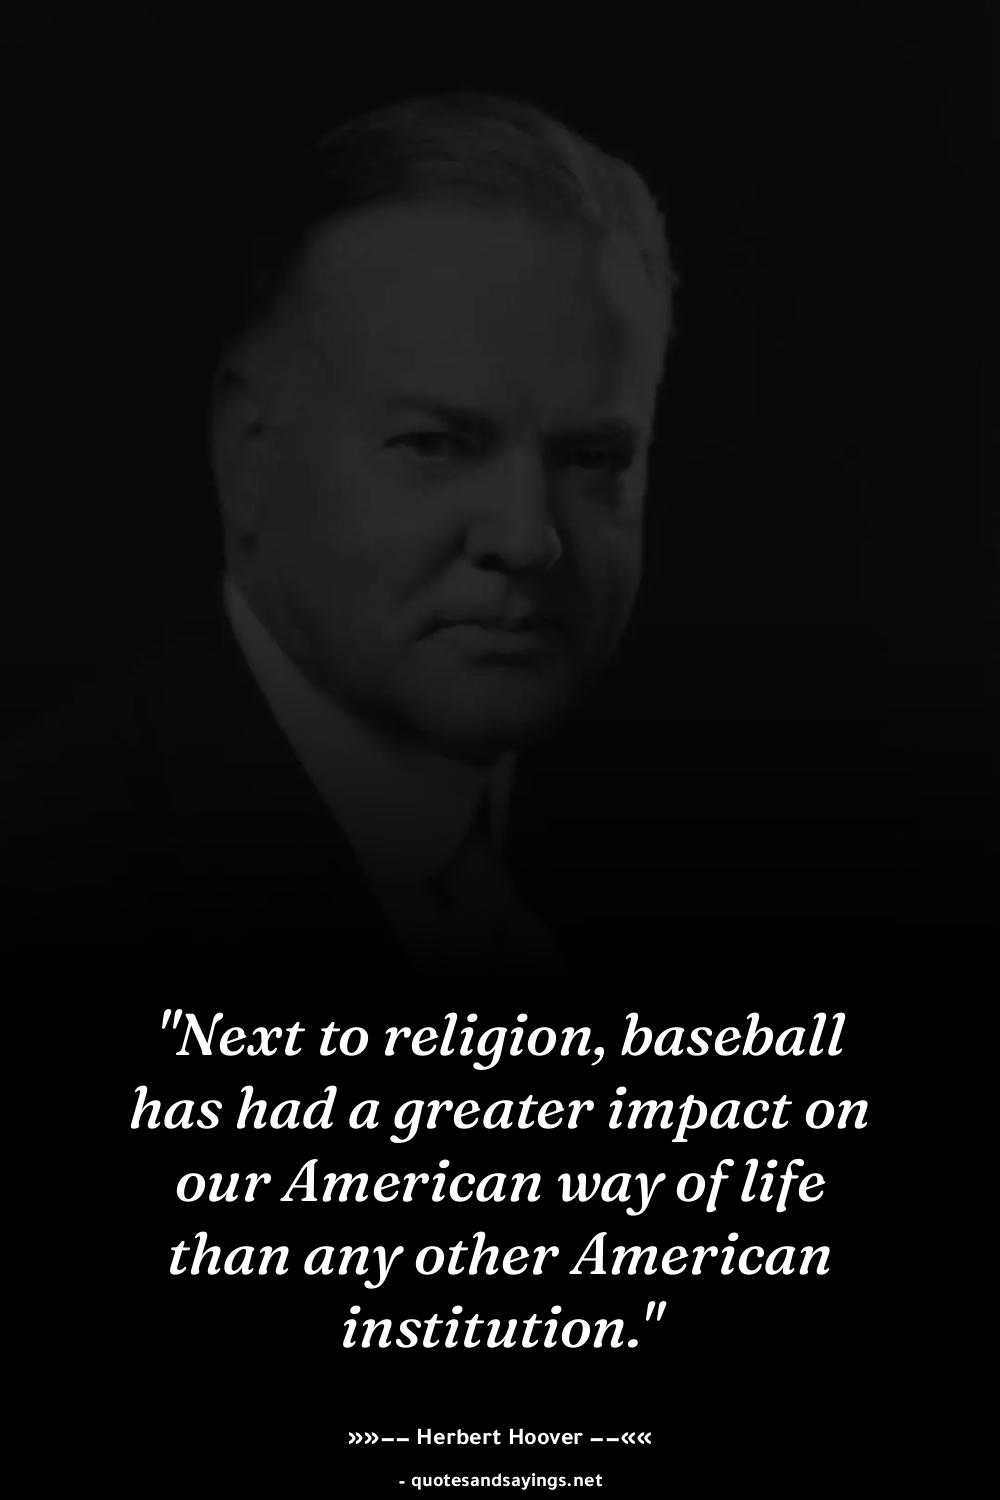 "Next to religion, baseball
has had a greater impact on
our American way of life
than any other American
institution."
»»–– Herbert Hoover ––««
- quotesandsayings.net